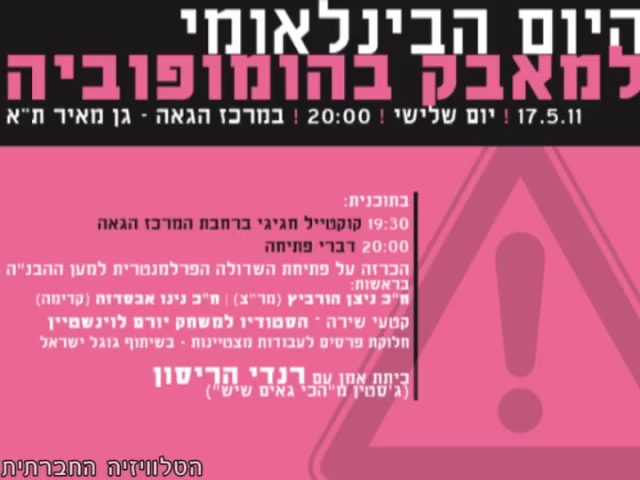 היום הבינלאומי
למאבק בהומופוביה
17.5.11 ! יום שלישי ! 20:00 ! במרכז הגאה - גן מאיר ת"א
בתוכנית:
19:30 קוקטייל חגיגי ברחבת המרכז הגאה
20:00 דברי פתיחה
הכרזה על פתיחת השדולה הפרלמנטרית למען ההבנ"ה
בראשות:
ח"כ ניצן הורביץ (מר"צ) | ח"כ נינו אבסדזה (קדימה)
קטעי שירה - הסטודיו למשחק יורם לוינשטיין
חלוקת פרסים לעבודות מצטיינות - בשיתוף גוגל ישראל
כיתת אמן עם רנדי הריסון
(ג'סטין מ"הכי גאים שיש")
הטלוויזיה החברתית